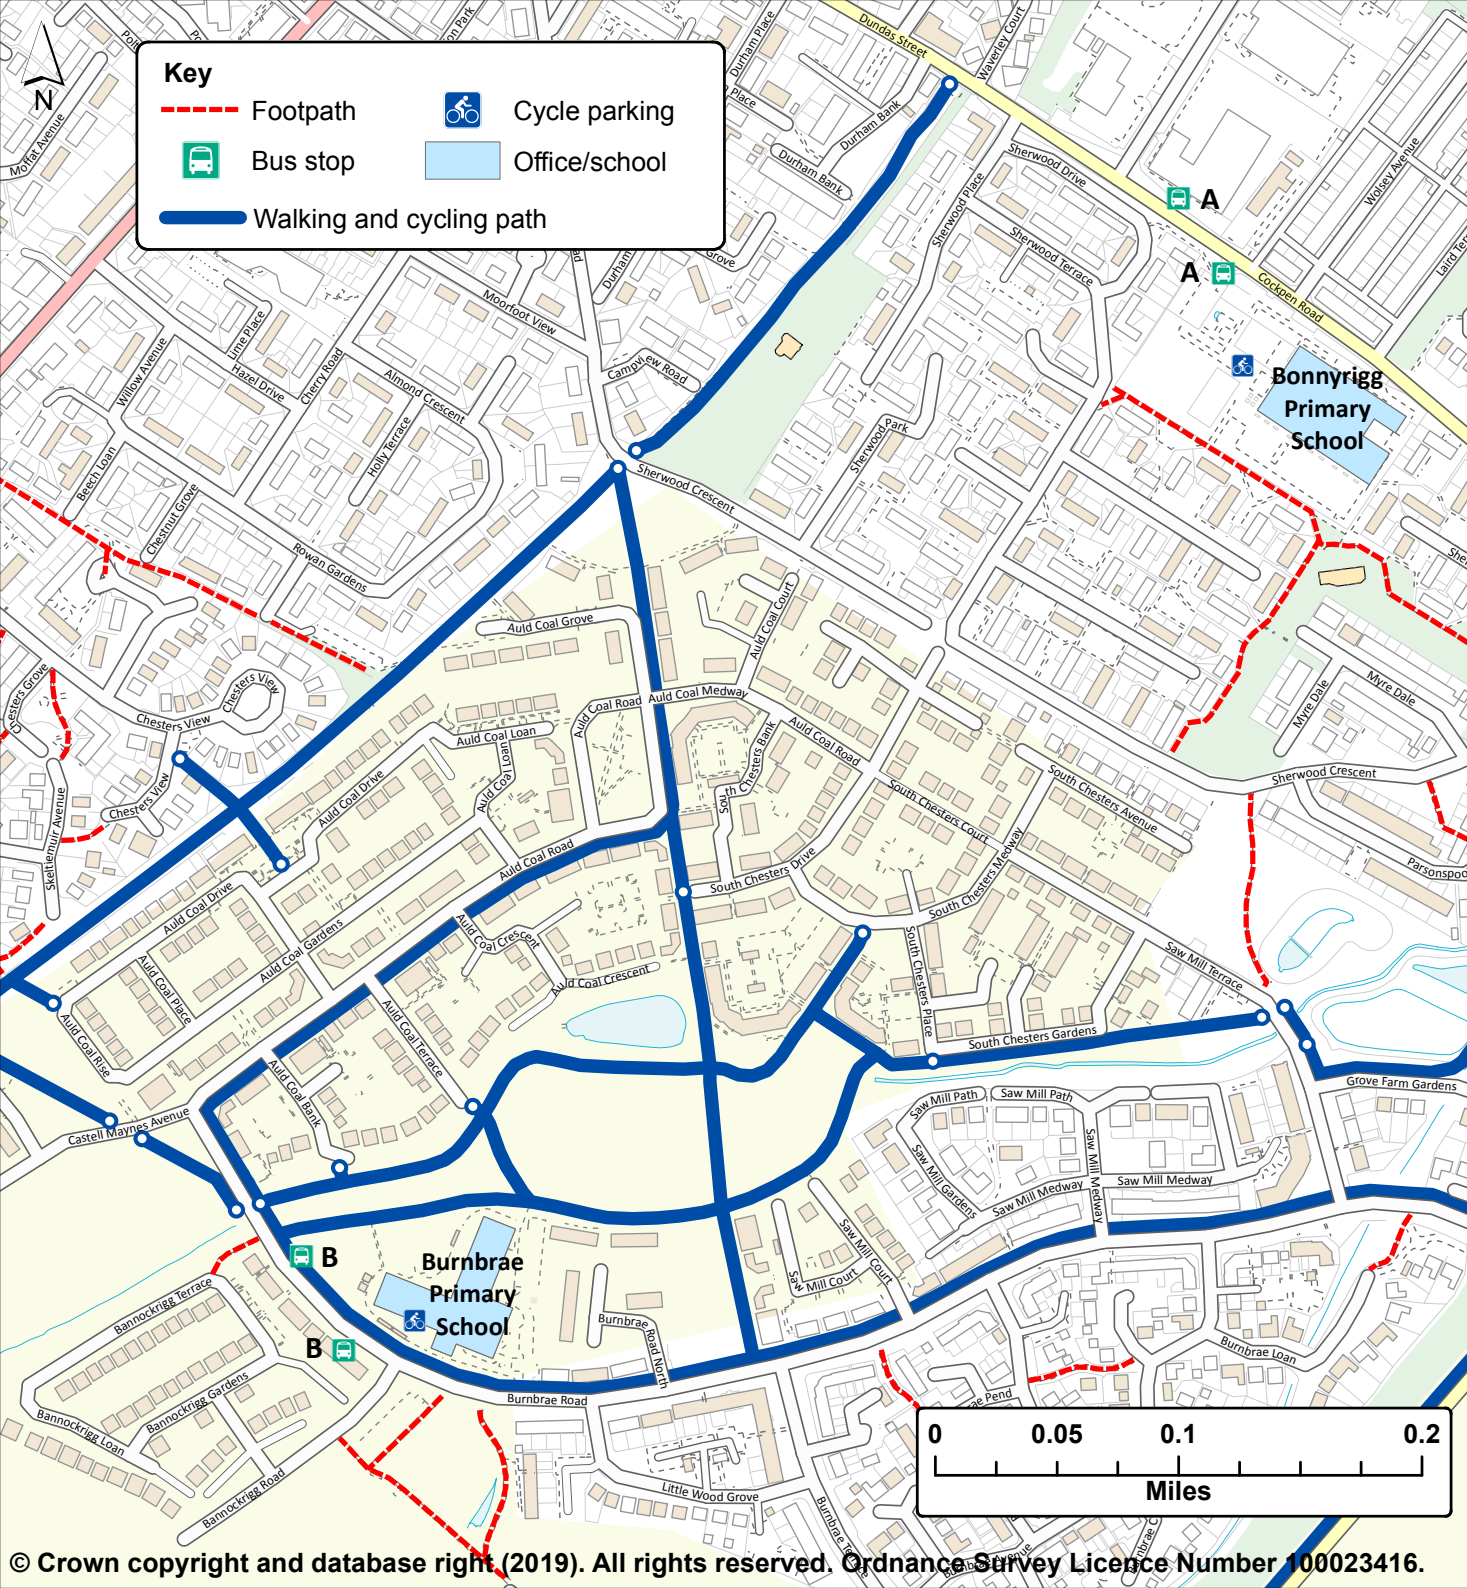 Key
Footpath
Cycle parking
Bus stop
Office/school
Walking and cycling path
N
Dundas Street
Waverley Court
Durham Place
Durham Bank
Durham Bank
Moffat Avenue
Sherwood Drive
Sherwood Place
Sherwood Terrace
Wolsey Avenue
A
A
Cockpen Road
Grove
Moorfoot View
Lime Place
Hazel Drive
Willow Avenue
Cherry Road
Almond Crescent
Holly Terrace
Campview Road
Bonnyrigg
Primary
School
Beech Loan
Chestnut Grove
Rowan Gardens
Sherwood Crescent
Sherwood Park
Auld Coal Grove
Auld Coal Court
Chesters View
Chesters View
Chesters View
Skeltiemuir Avenue
Auld Coal Road
Auld Coal Medway
Auld Coal Loan
Auld Coal Loan
Auld Coal Drive
Auld Coal Road
South Chesters Bank
South Chesters Court
South Chesters Avenue
South Chesters Medway
Myre Dale
Myre Dale
Sherwood Crescent
Auld Coal Road
South Chesters Drive
Auld Coal Drive
Auld Coal Gardens
Auld Coal Place
Auld Coal Crescent
Auld Coal Crescent
Auld Coal Rise
Auld Coal Terrace
Auld Coal Bank
South Chesters Place
South Chesters Gardens
Saw Mill Terrace
Castell Maynes Avenue
Saw Mill Path
Saw Mill Path
Grove Farm Gardens
Saw Mill Gardens
Saw Mill Medway
Saw Mill Medway
Saw Mill Medway
Saw Mill Court
Saw Mill Court
B
B
Burnbrae
Primary
School
Bannockrigg Terrace
Bannockrigg Gardens
Bannockrigg Loan
Bannockrigg Road
Burnbrae Road North
Burnbrae Road
Burnbrae Loan
Little Wood Grove
Burnbrae Terrace
Burnbrae Avenue
0 0.05 0.1 0.2
Miles
© Crown copyright and database right (2019). All rights reserved. Ordnance Survey Licence Number 100023416.